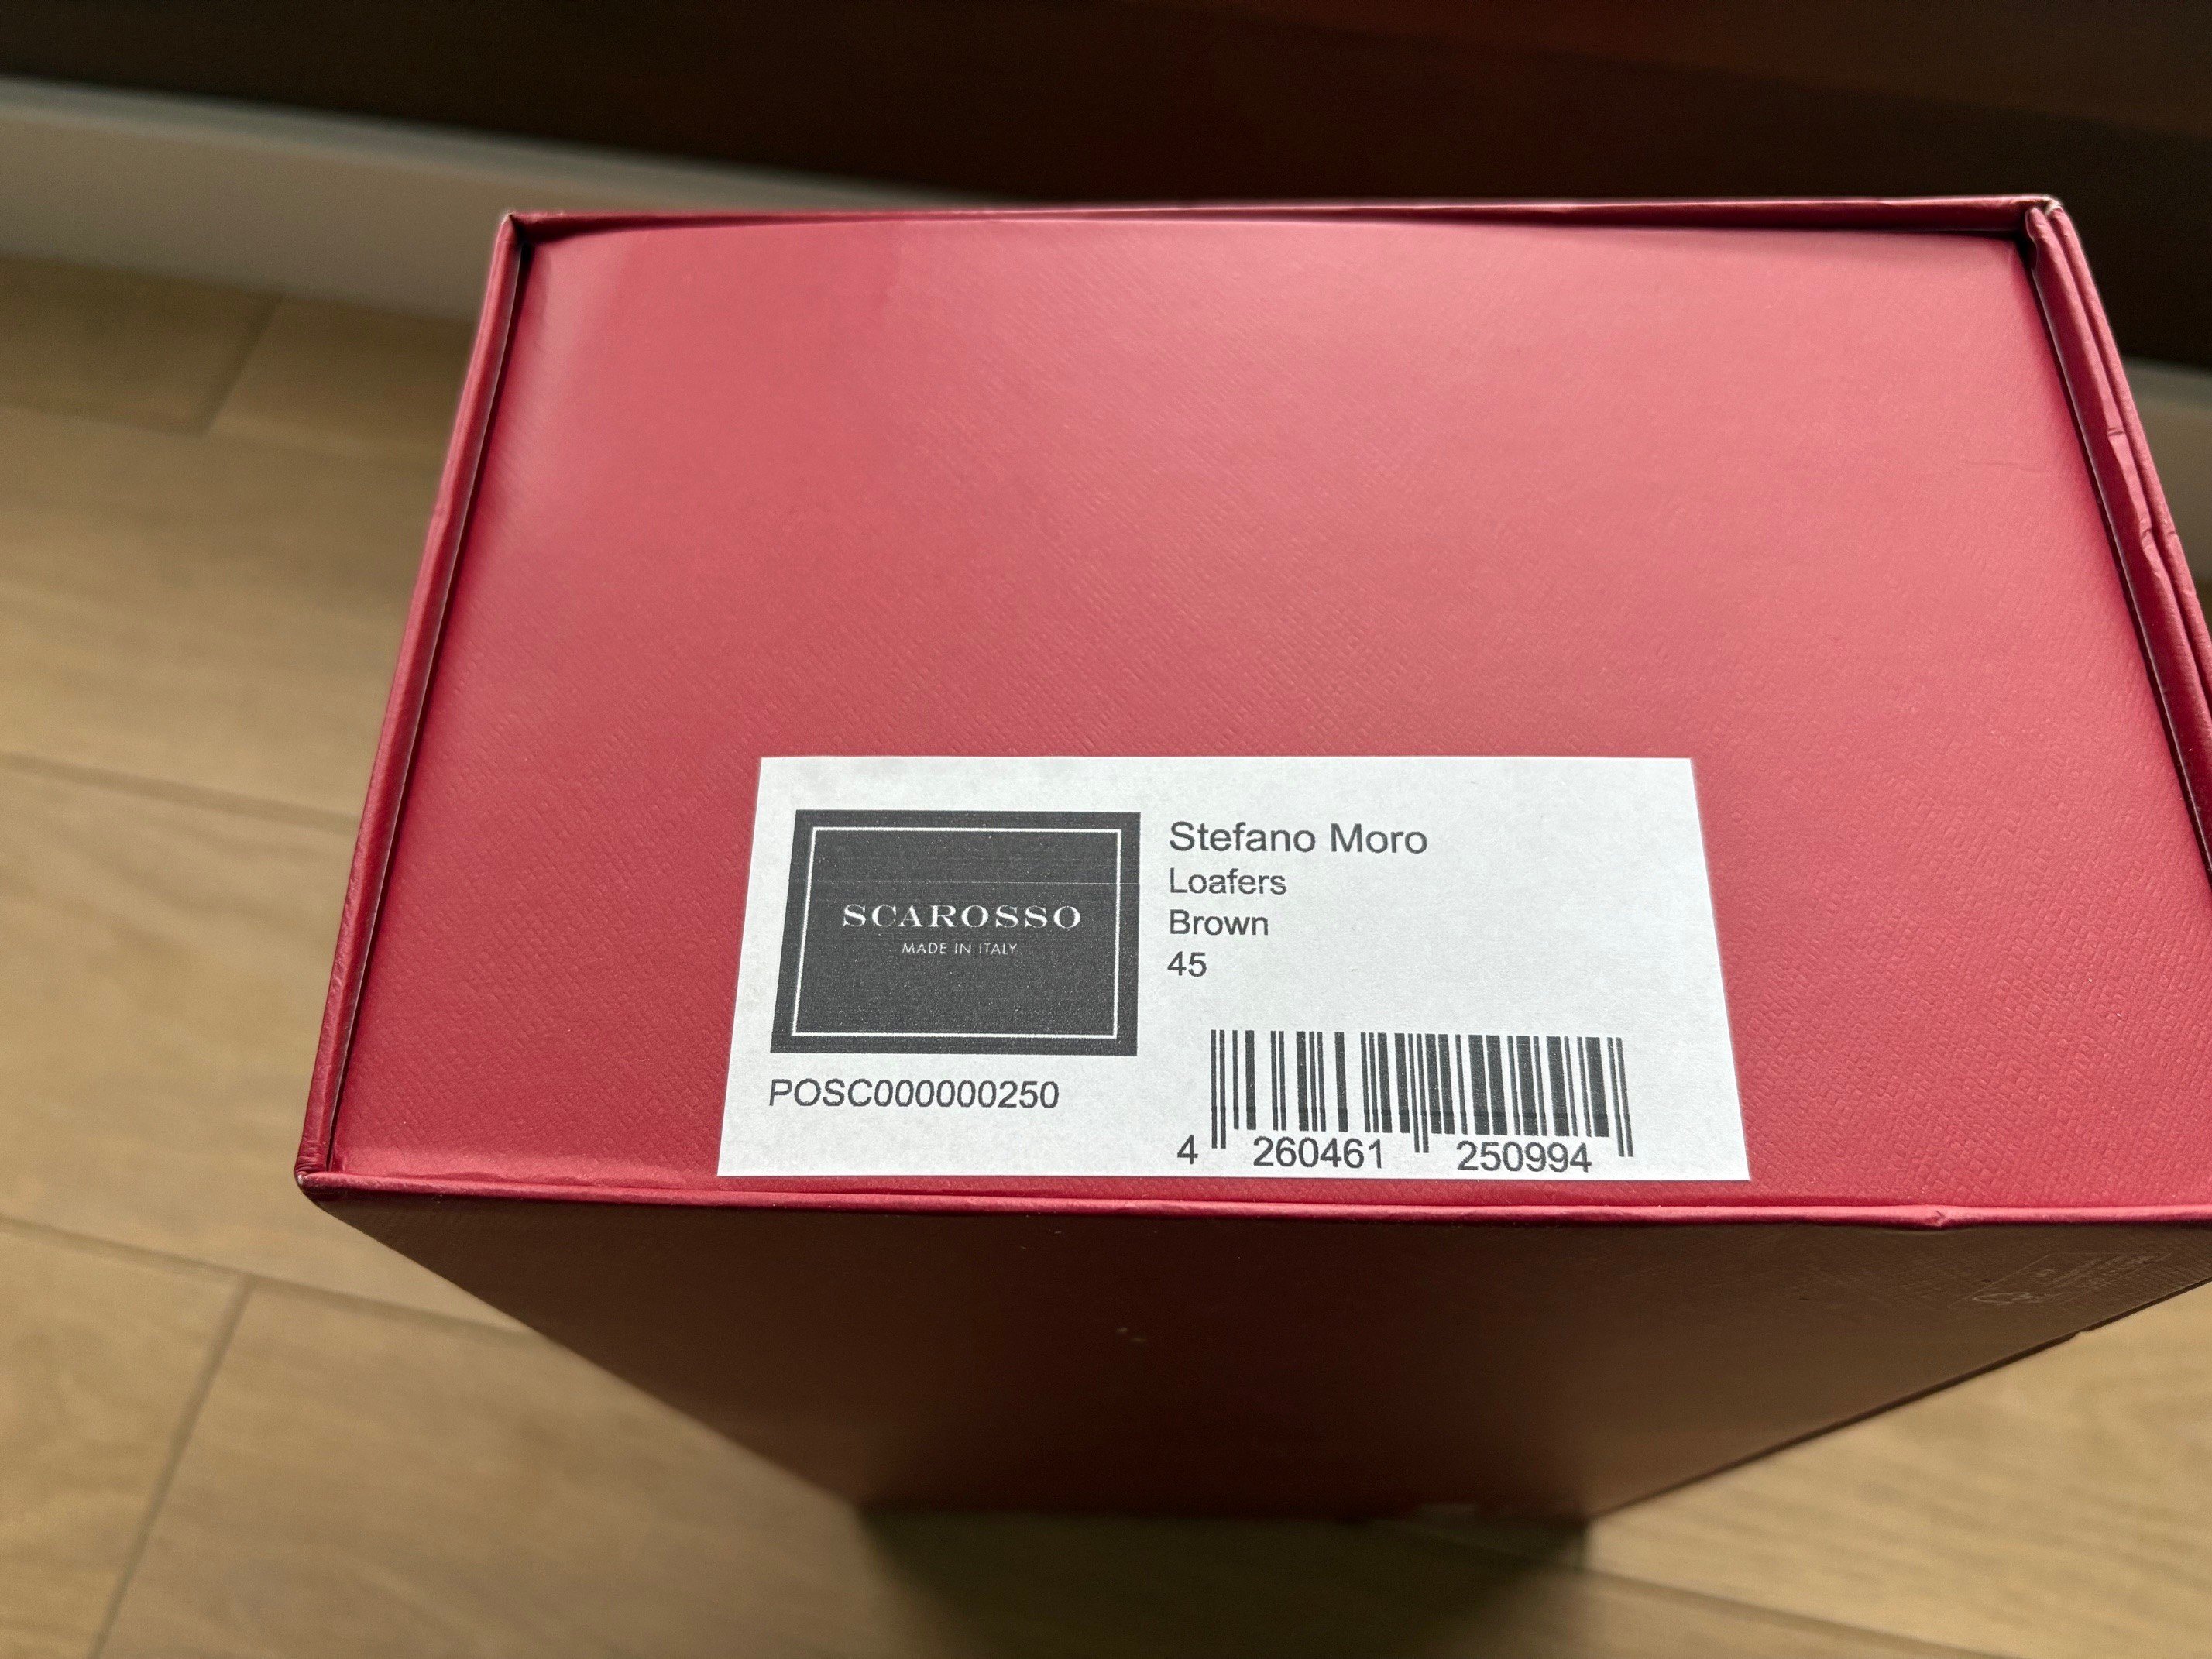 SCAROSSO
MADE IN ITALY
POSC000000250
Stefano Moro
Loafers
Brown
45
4 260461 250994